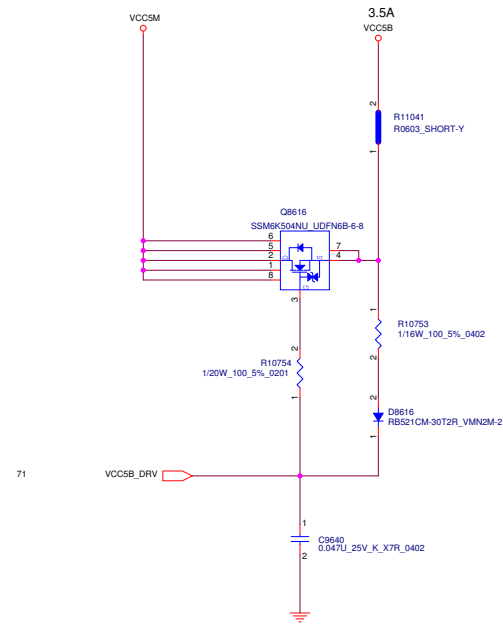 3.5A
VCC5M
VCC5B
2
R11041
R0603_SHORT-Y
1
Q8616
SSM6K504NU_UDFN6B-6-8
6
5
2
1
8
7
4
D
S
G
3
1
R10753
1/16W_100_5%_0402
2
2
R10754
1/20W_100_5%_0201
1
2
D8616
RB521CM-30T2R_VMN2M-2
1
71
VCC5B_DRV
1
C9640
0.047U_25V_K_X7R_0402
2